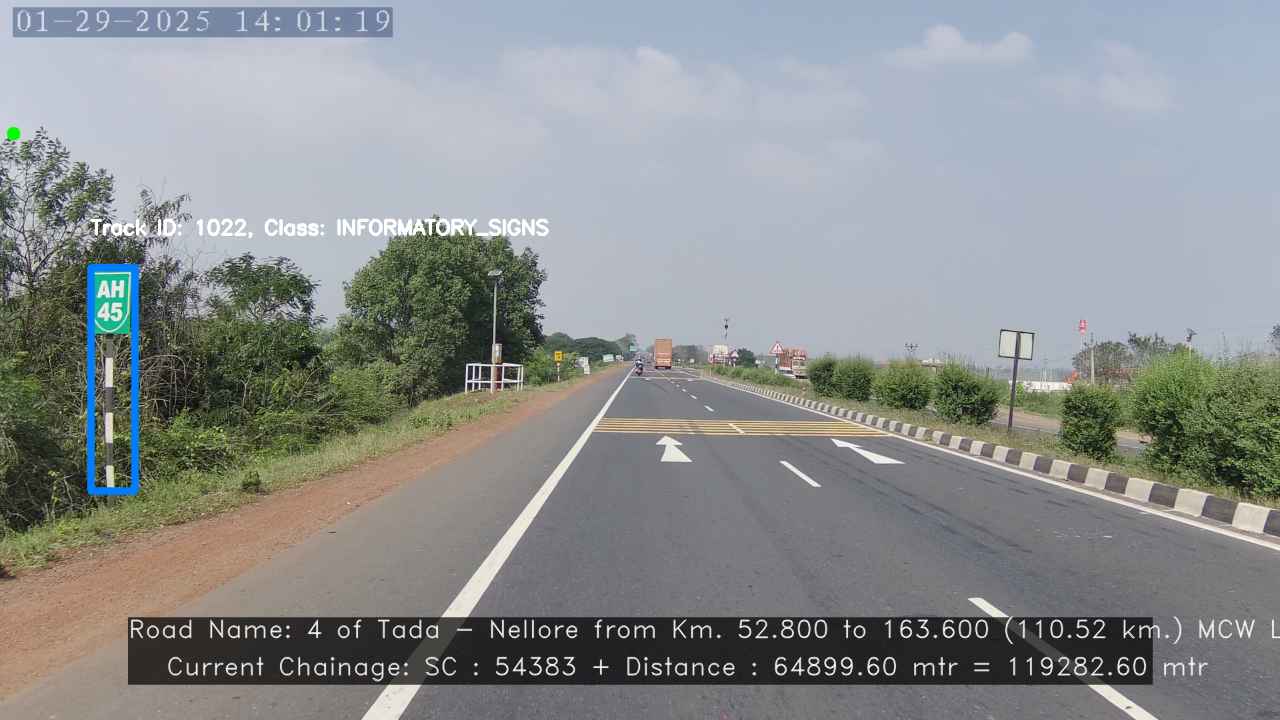 01-29-2025 14:01:19
Track ID: 1022, Class: INFORMATORY_SIGNS
AH
45
Road Name: 4 of Tada - Nellore from Km. 52.800 to 163.600 (110.52 km.) MCW L
Current Chainage: SC : 54383 + Distance : 64899.60 mtr = 119282.60 mtr